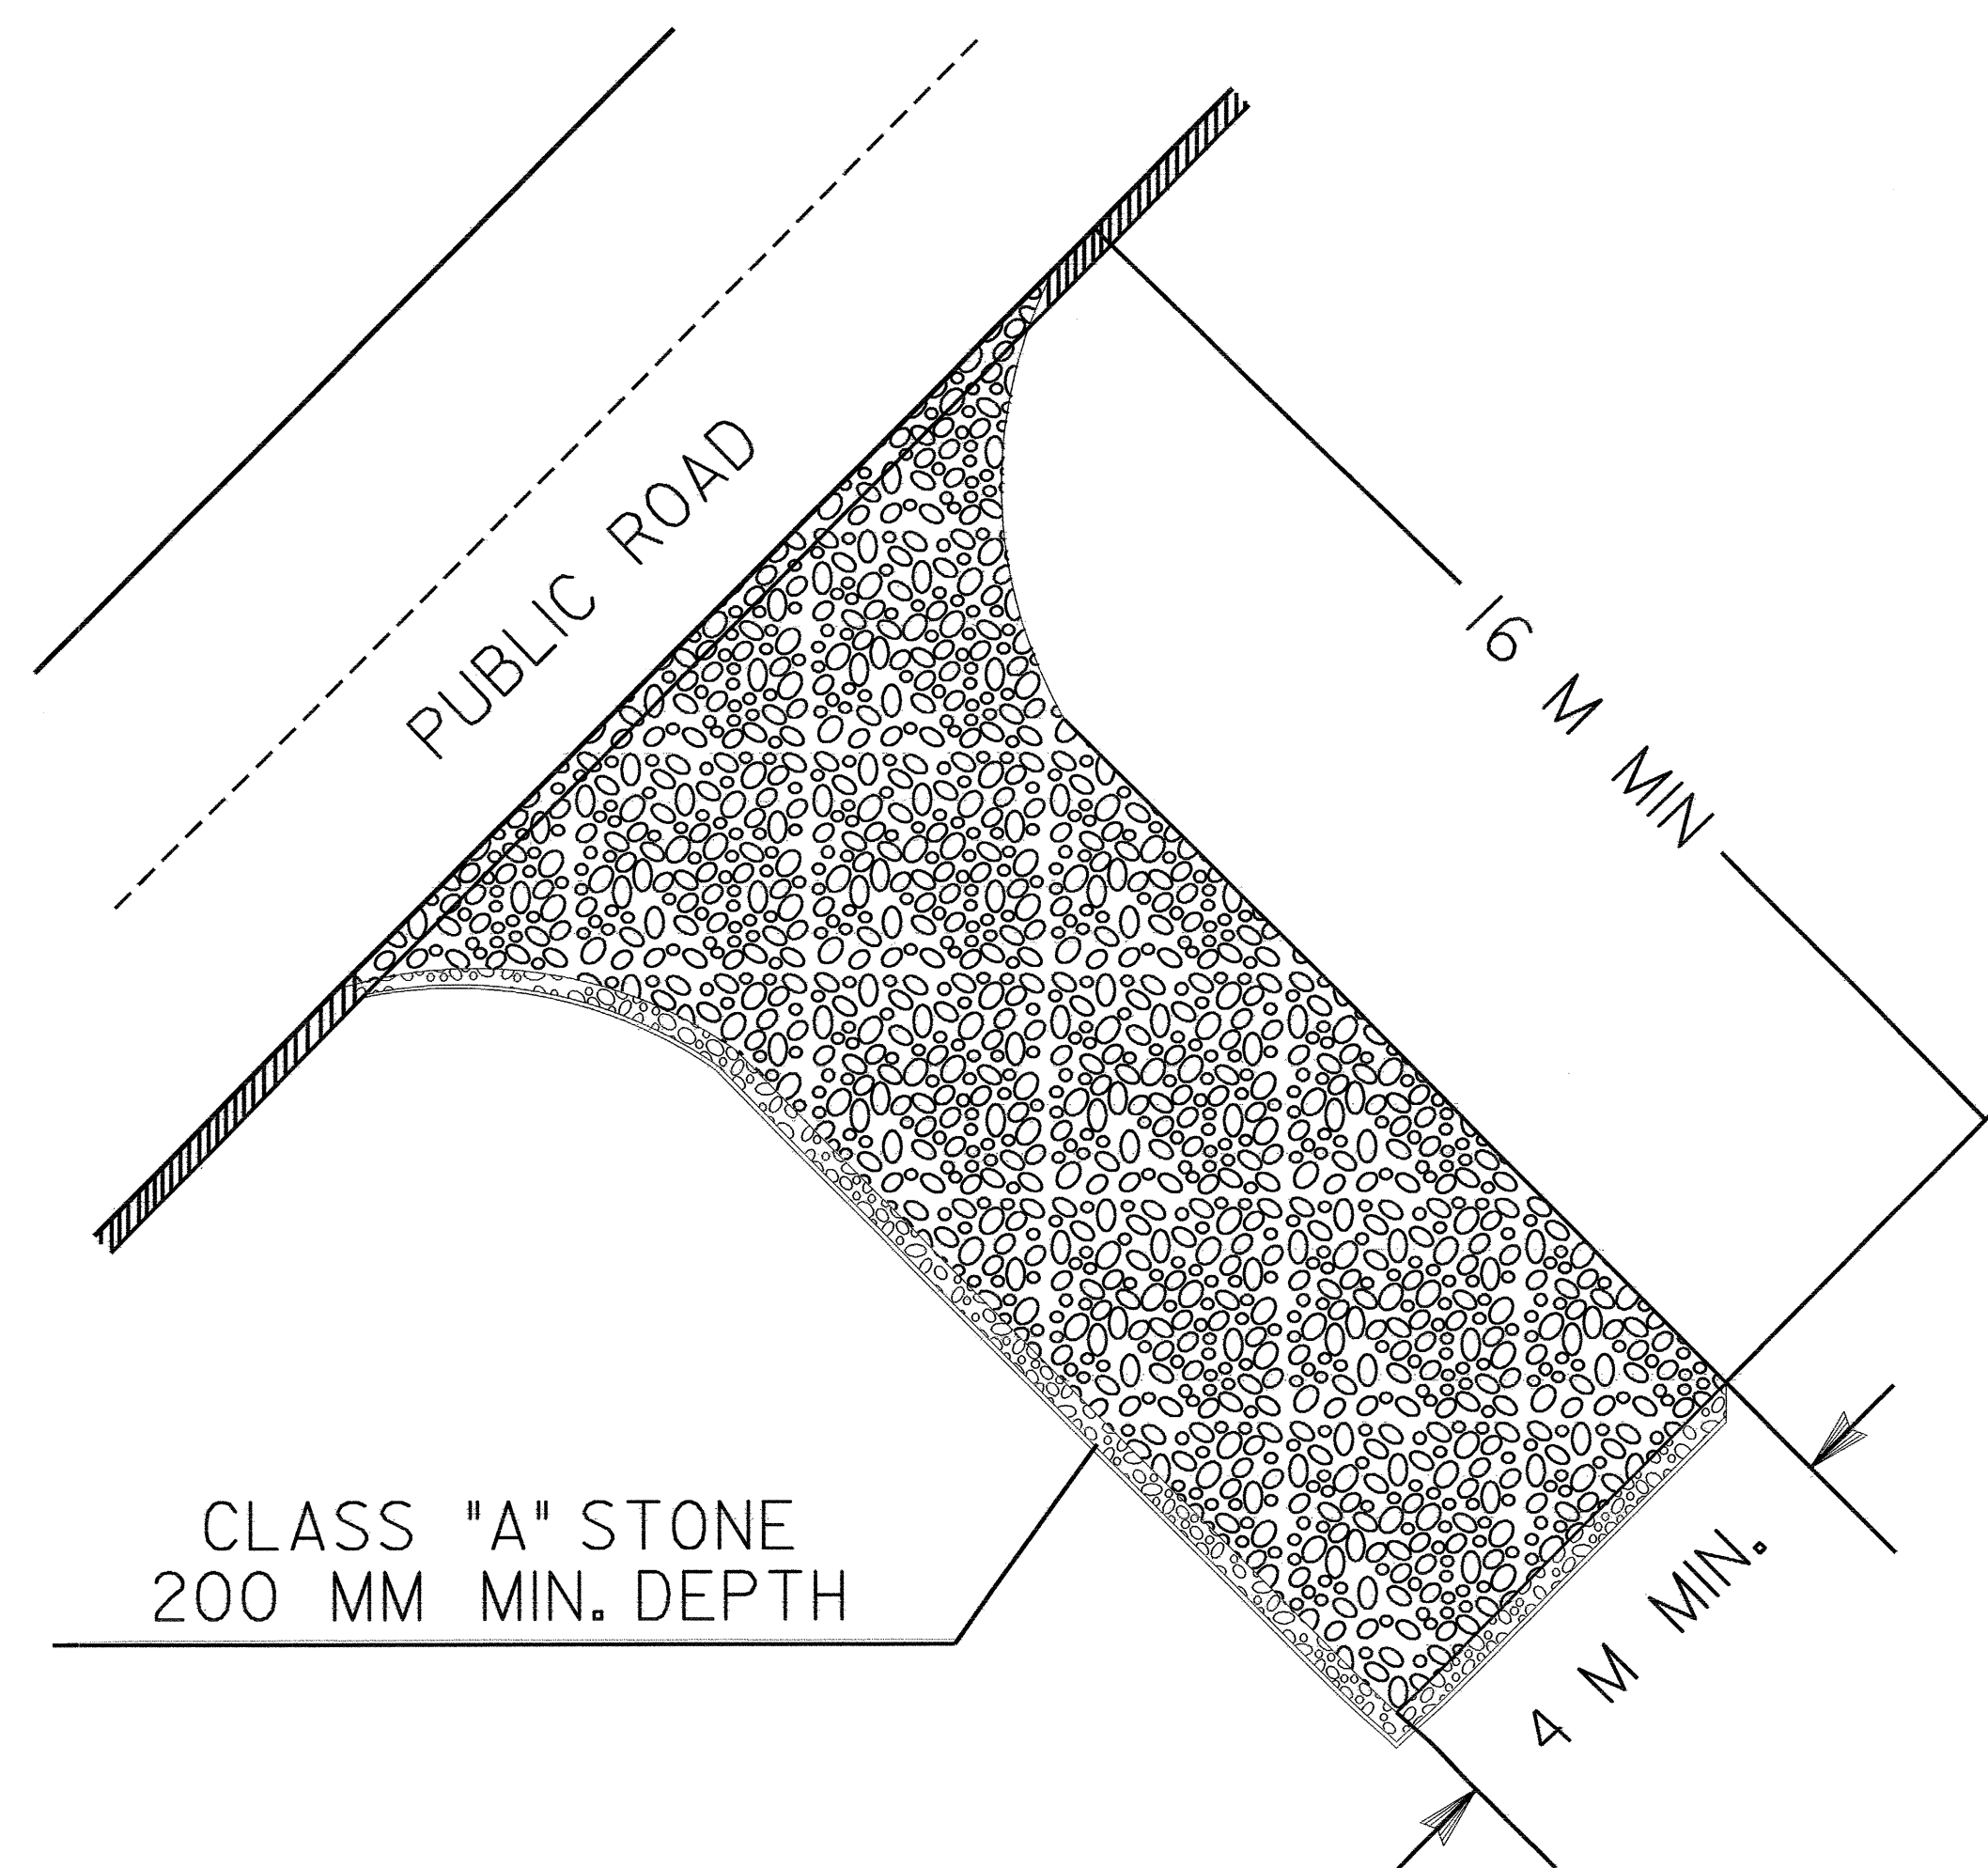 PUBLIC ROAD
16 M MIN
CLASS "A" STONE
200 MM MIN. DEPTH
4 M MIN.